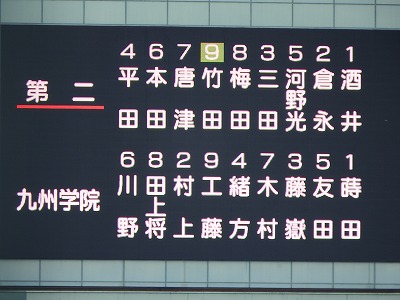 第二
4 6 7 9 8 3 5 2 1
平田 本田 唐津 竹田 梅田 三田 河野光 倉永 酒井
九州学院
6 8 2 9 4 7 3 5 1
川野 田上将 村上 工藤 緒方 木村 藤嶽 友田 蒔田